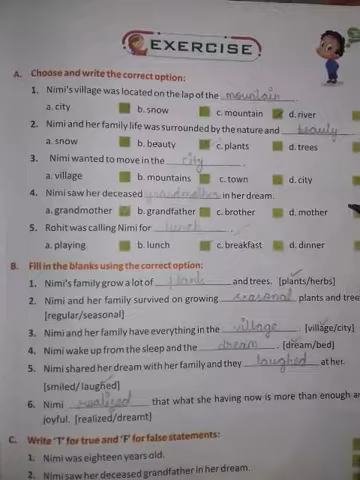 EXERCISE
A. Choose and write the correct option:
1. Nimi's village was located on the lap of the mountain.
a. city b. snow c. mountain d. river
2. Nimi and her family life was surrounded by the nature and beauty
a. snow b. beauty c. plants d. trees
3. Nimi wanted to move in the city.
a. village b. mountains c. town d. city
4. Nimi saw her deceased grandmother in her dream.
a. grandmother b. grandfather c. brother d. mother
5. Rohit was calling Nimi for lunch.
a. playing b. lunch c. breakfast d. dinner
B. Fill in the blanks using the correct option:
1. Nimi's family grow a lot of plants and trees. [plants/herbs]
2. Nimi and her family survived on growing seasonal plants and tree
[regular/seasonal]
3. Nimi and her family have everything in the village. [village/city]
4. Nimi wake up from the sleep and the dream. [dream/bed]
5. Nimi shared her dream with her family and they laughed at her.
[smiled/laughed]
6. Nimi realized that what she having now is more than enough a
joyful. [realized/dreamt]
C. Write 'T' for true and 'F' for false statements:
1. Nimi was eighteen years old.
2. Nimi saw her deceased grandfather in her dream.